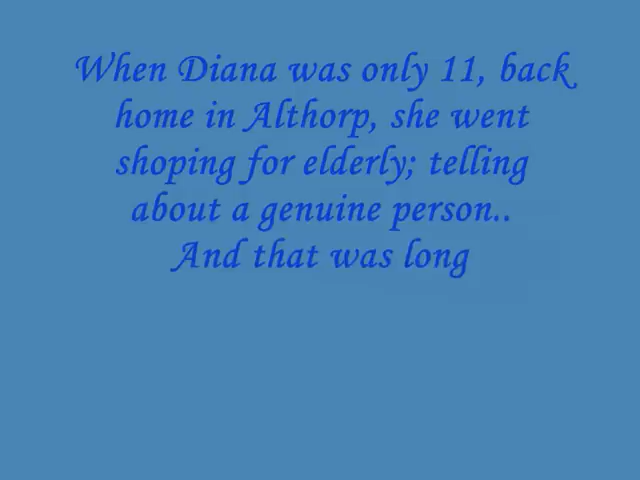 When Diana was only 11, back
home in Althorp, she went
shoping for elderly; telling
about a genuine person..
And that was long